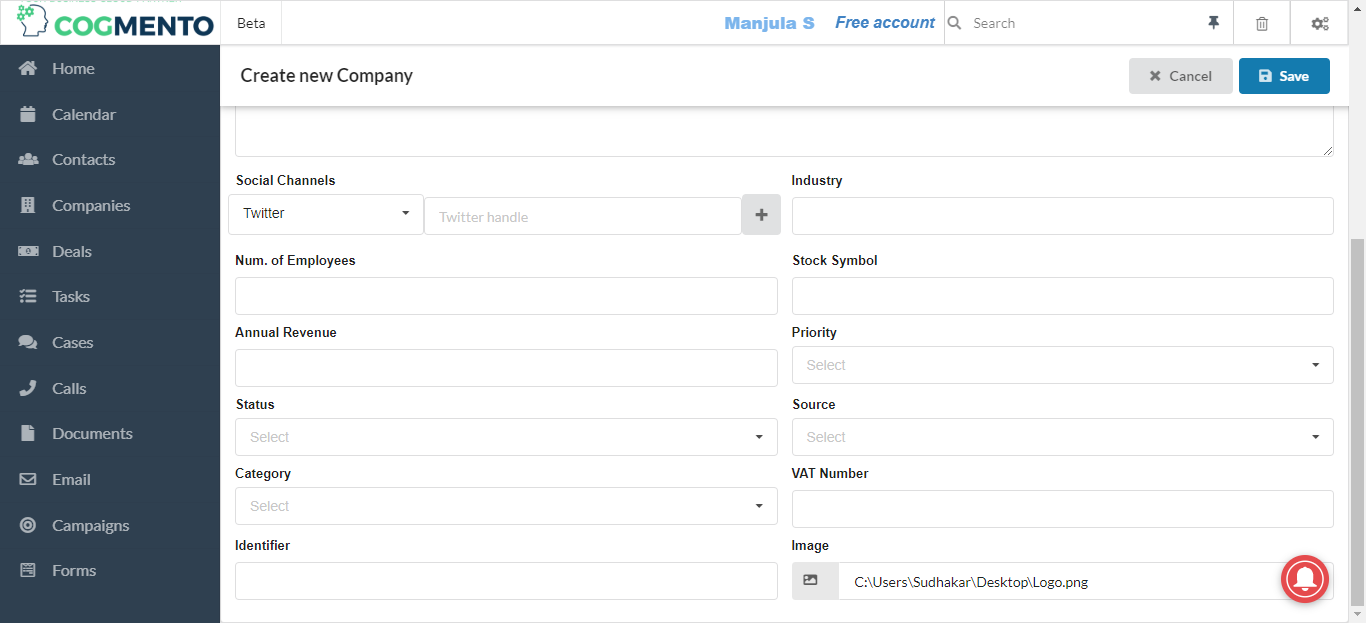 COGMENTO
Beta
Manjula S
Free account
Search
Create new Company
Cancel
Save
Home
Calendar
Contacts
Companies
Deals
Tasks
Cases
Calls
Documents
Email
Campaigns
Forms
Social Channels
Industry
Twitter
Twitter handle
Num. of Employees
Stock Symbol
Annual Revenue
Priority
Select
Status
Source
Select
Select
Category
VAT Number
Select
Identifier
Image
C:\Users\Sudhakar\Desktop\Logo.png